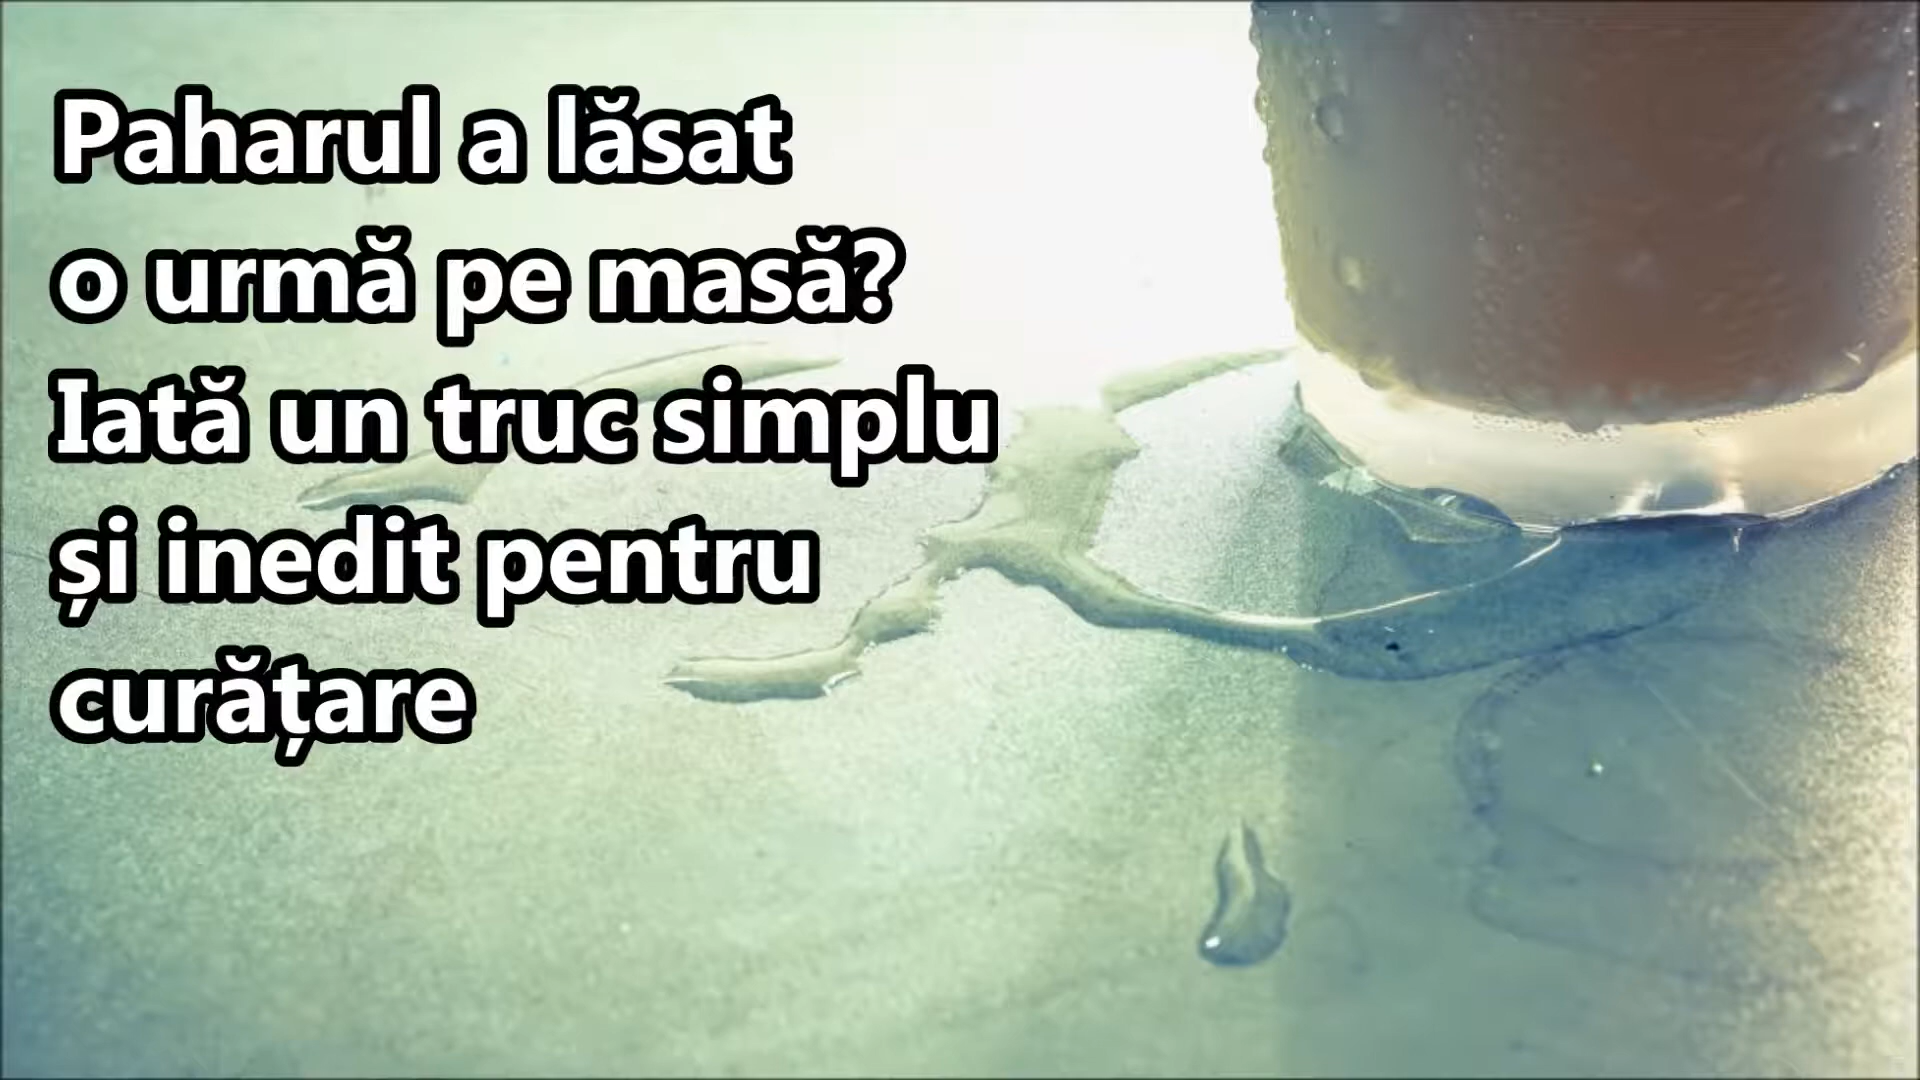 Paharul a lăsat
o urmă pe masă?
Iată un truc simplu
și inedit pentru
curățare